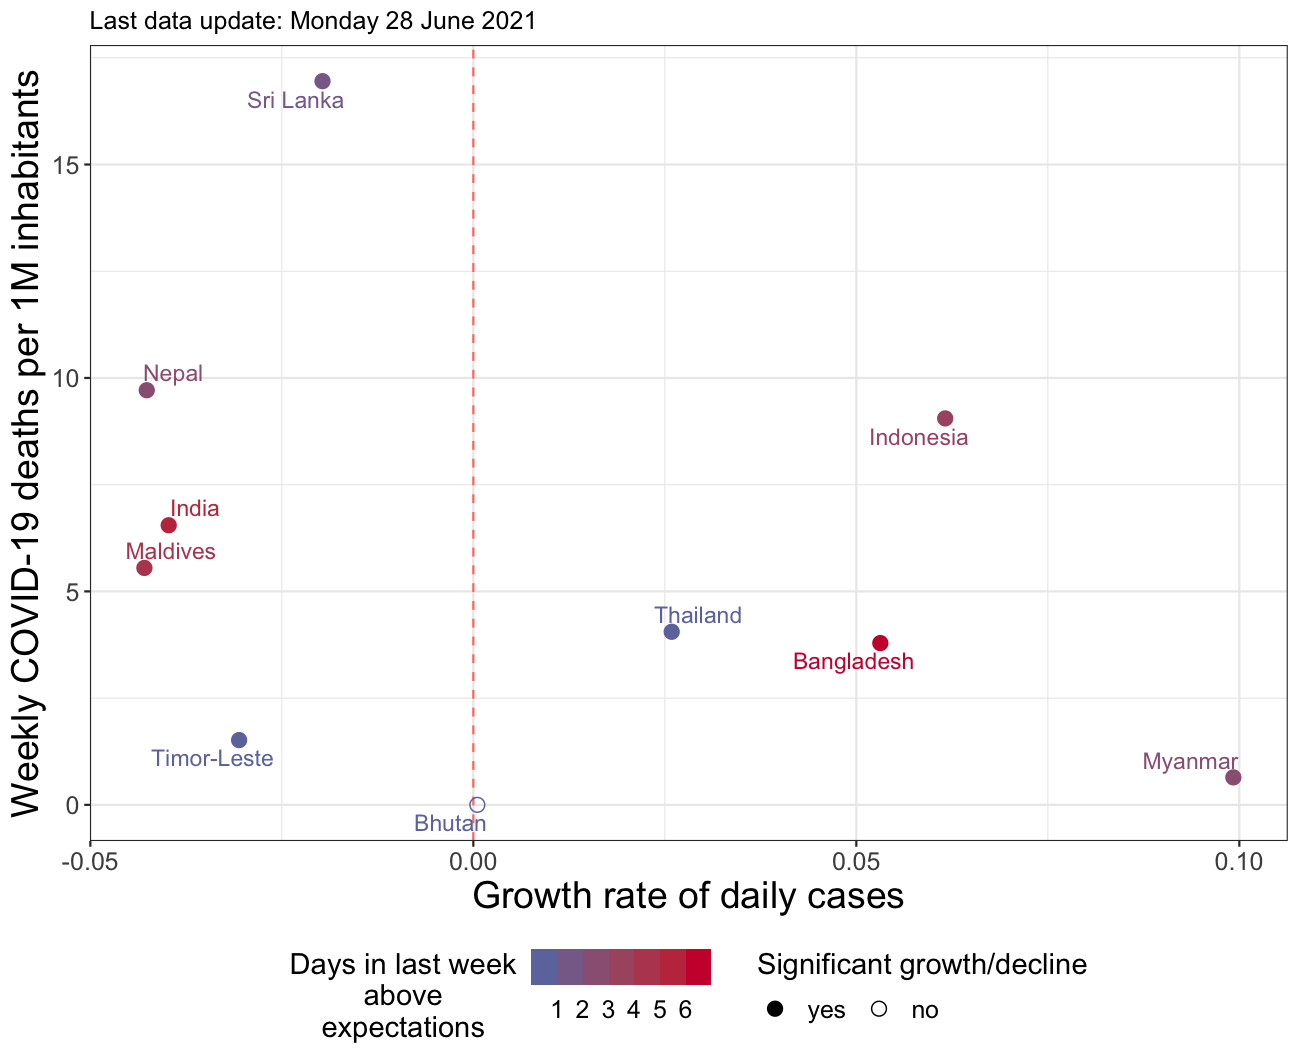 Last data update: Monday 28 June 2021
Weekly COVID-19 deaths per 1M inhabitants
Sri Lanka
15
Nepal
10
Indonesia
India
Maldives
5
Thailand
Bangladesh
Timor-Leste
Myanmar
0
Bhutan
-0.05 0.00 0.05 0.10
Growth rate of daily cases
Days in last week
above
expectations
1 2 3 4 5 6
Significant growth/decline
yes no